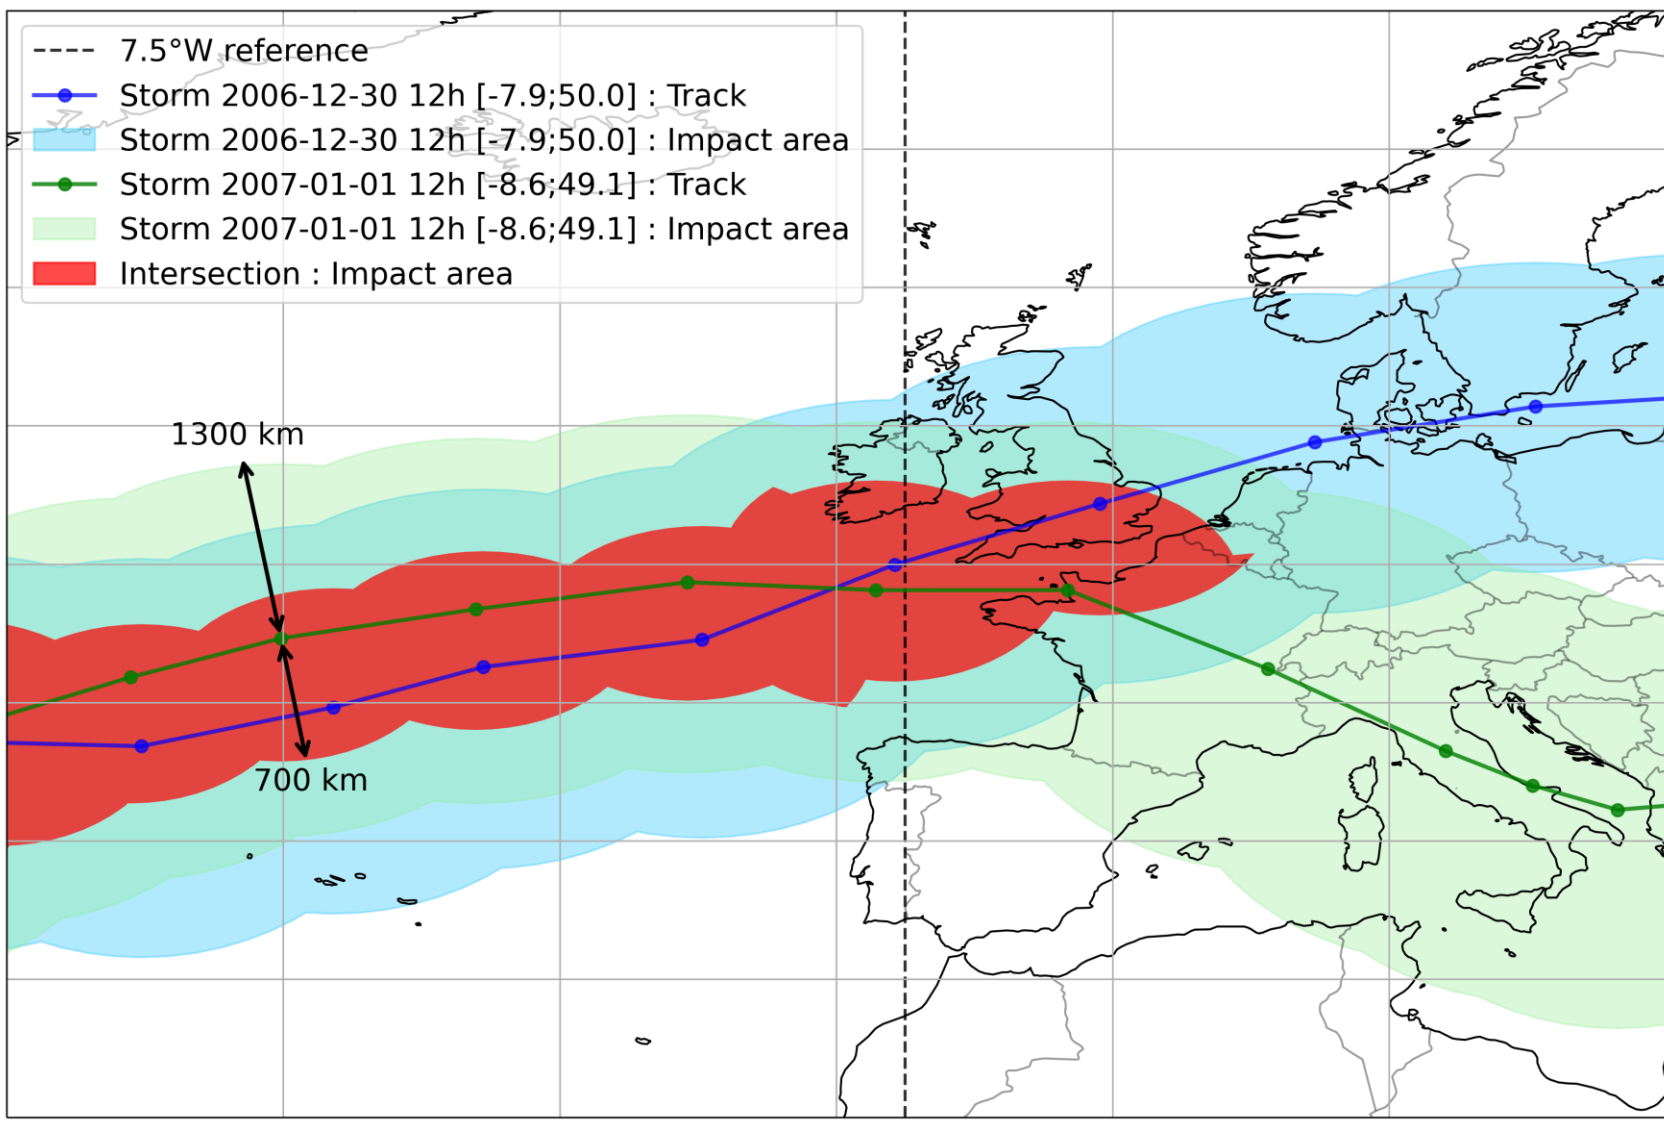 7.5°W reference
Storm 2006-12-30 12h [-7.9;50.0] : Track
Storm 2006-12-30 12h [-7.9;50.0] : Impact area
Storm 2007-01-01 12h [-8.6;49.1] : Track
Storm 2007-01-01 12h [-8.6;49.1] : Impact area
Intersection : Impact area
1300 km
700 km